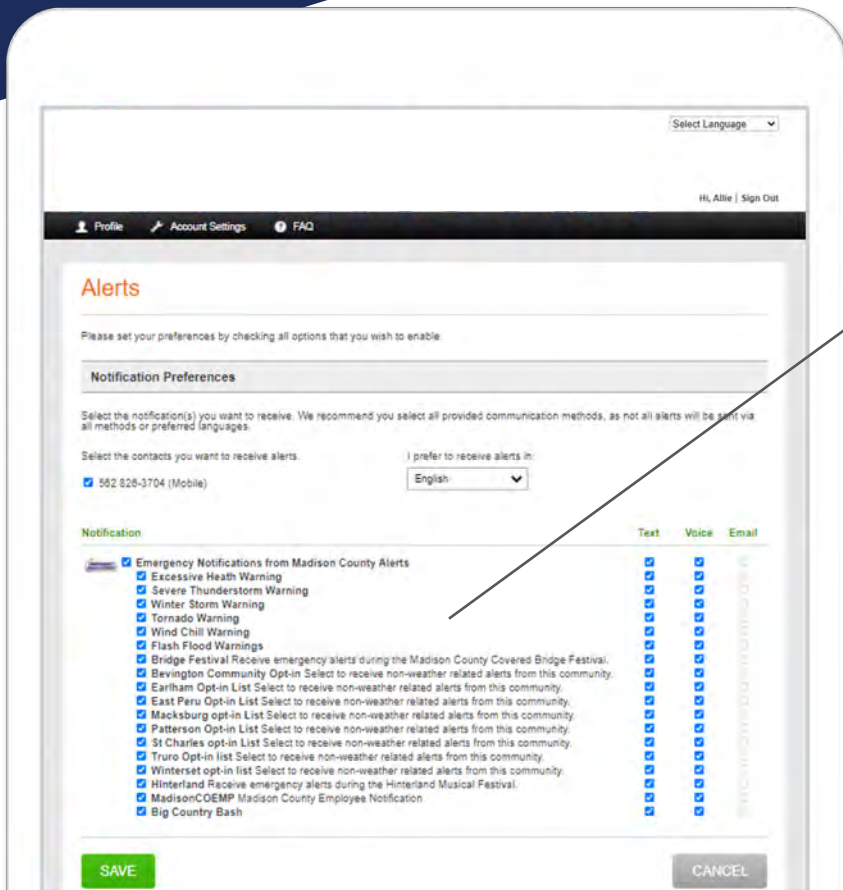 Select Language
Hi, Allie | Sign Out
Profile Account Settings FAQ
Alerts
Please set your preferences by checking all options that you wish to enable.
Notification Preferences
Select the notification(s) you want to receive. We recommend you select all provided communication methods, as not all alerts will be sent via
all methods or preferred languages.
Select the contacts you want to receive alerts. I prefer to receive alerts in:
562 826-3704 (Mobile) English
Notification Text Voice Email
Emergency Notifications from Madison County Alerts
Excessive Heath Warning
Severe Thunderstorm Warning
Winter Storm Warning
Tornado Warning
Wind Chill Warning
Flash Flood Warnings
Bridge Festival Receive emergency alerts during the Madison County Covered Bridge Festival.
Bevington Community Opt-in Select to receive non-weather related alerts from this community.
Earlham Opt-in List Select to receive non-weather related alerts from this community.
East Peru Opt-in List Select to receive non-weather related alerts from this community.
Macksburg opt-in List Select to receive non-weather related alerts from this community.
Patterson Opt-in List Select to receive non-weather related alerts from this community.
St Charles opt-in List Select to receive non-weather related alerts from this community.
Truro Opt-in list Select to receive non-weather related alerts from this community.
Winterset opt-in list Select to receive non-weather related alerts from this community.
Hinterland Receive emergency alerts during the Hinterland Musical Festival.
MadisonCOEMP Madison County Employee Notification
Big Country Bash
SAVE CANCEL